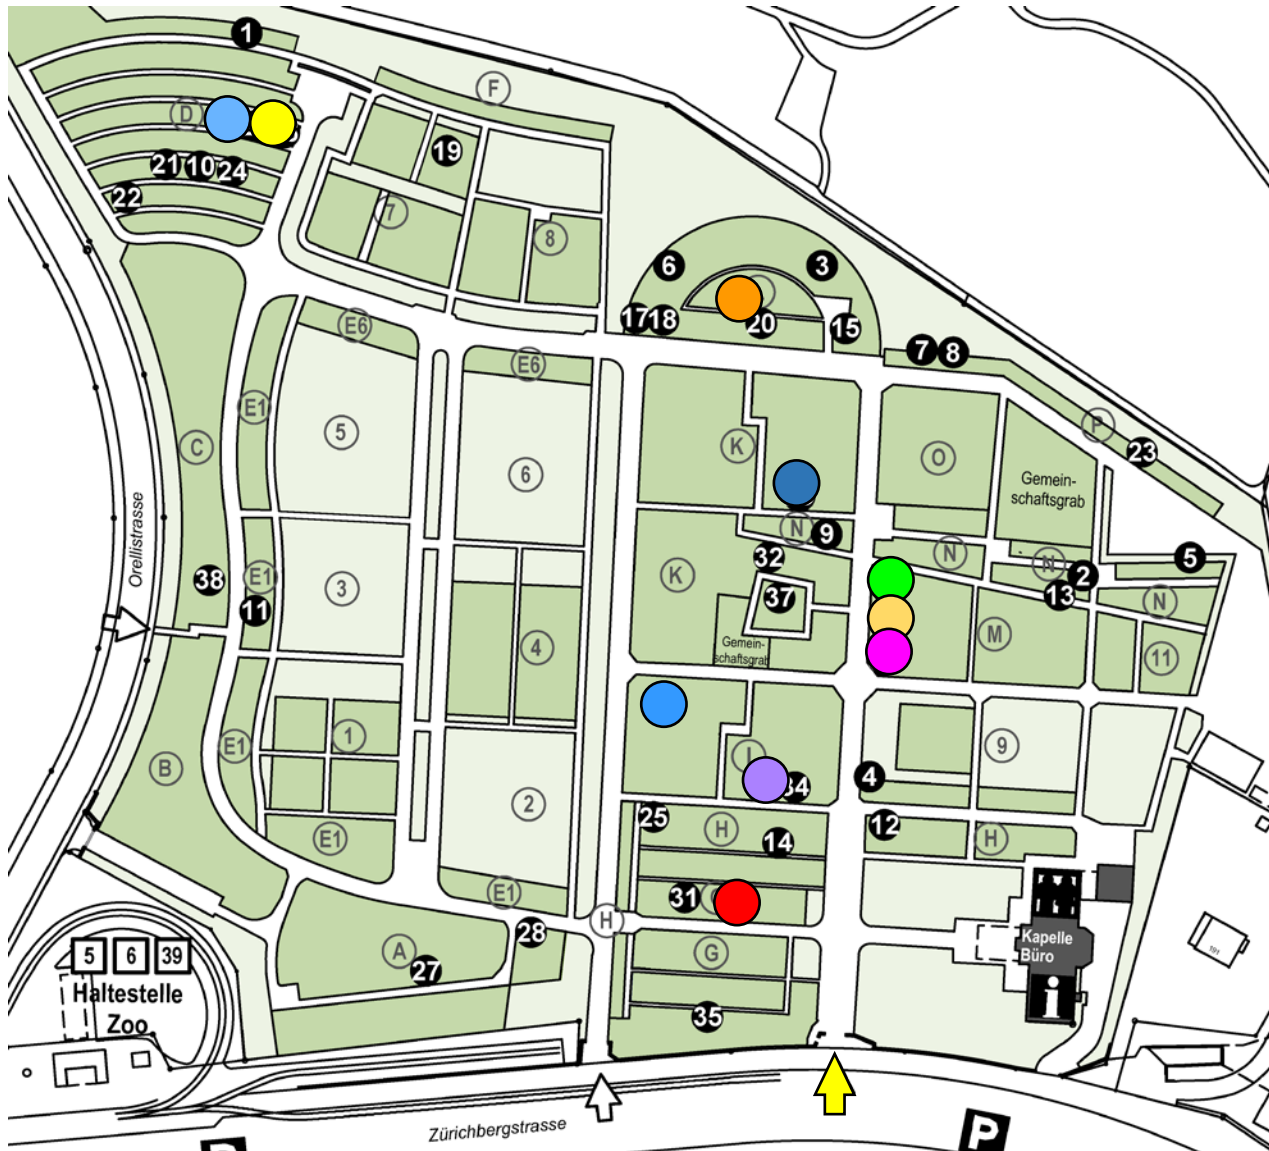 1
F
D
19
21 10 24
22
7
8
6
3
17 18
20
15
7 8
E6
E6
P
23
E1
5
C
K
O
6
Gemein-
schaftsgrab
N
9
N
N
5
32
2
K
38
E1
3
37
13
N
11
4
M
11
Gemein-
schaftsgrab
Orellistrasse
1
E1
I
9
B
34
4
2
25
H
12
H
E1
14
31
E1
H
28
A
27
G
Kapelle
Büro
i
5 6 39
Haltestelle
Zoo
35
191
Zürichbergstrasse
P